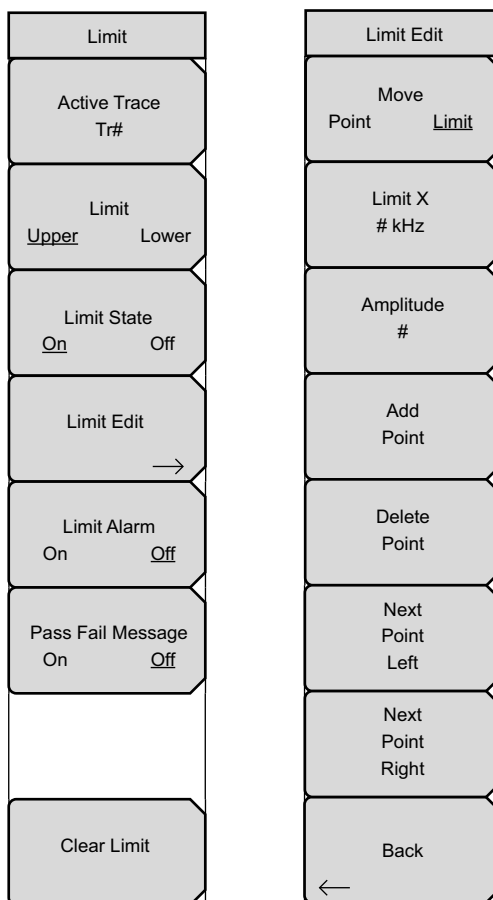 Limit
Active Trace
Tr#
Limit
Upper Lower
Limit State
On Off
Limit Edit
Limit Alarm
On Off
Pass Fail Message
On Off
Clear Limit
Limit Edit
Move
Point Limit
Limit X
# kHz
Amplitude
#
Add
Point
Delete
Point
Next
Point
Left
Next
Point
Right
Back